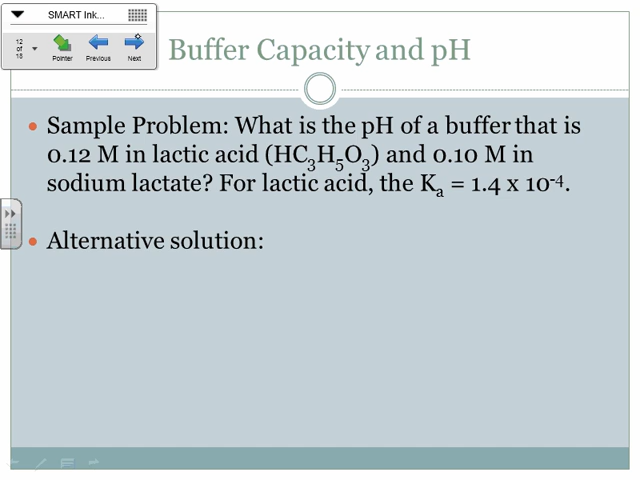 SMART Ink...
12 of 18
Pointer
Previous
Next
Buffer Capacity and pH
• Sample Problem: What is the pH of a buffer that is
0.12 M in lactic acid (HC₃H₅O₃) and 0.10 M in
sodium lactate? For lactic acid, the Kₐ = 1.4 x 10⁻⁴.
• Alternative solution: